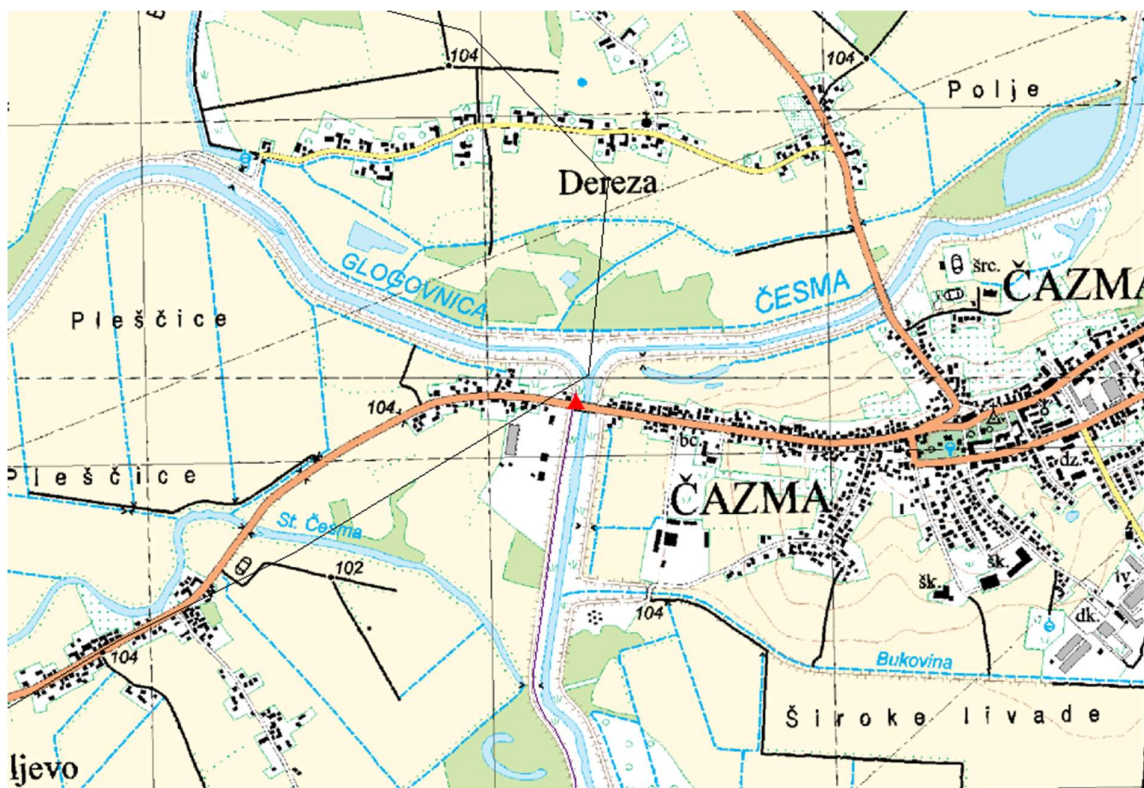 104
104
Polje
Dereza
GLOGOVNICA
ČESMA
šrc.
ČAZMA
Pleščice
104
bc.
Pleščice
dz.
ČAZMA
St. Česma
102
šk.
šk.
iv.
104
dk.
104
Bukovina
Široke livade
ljevo